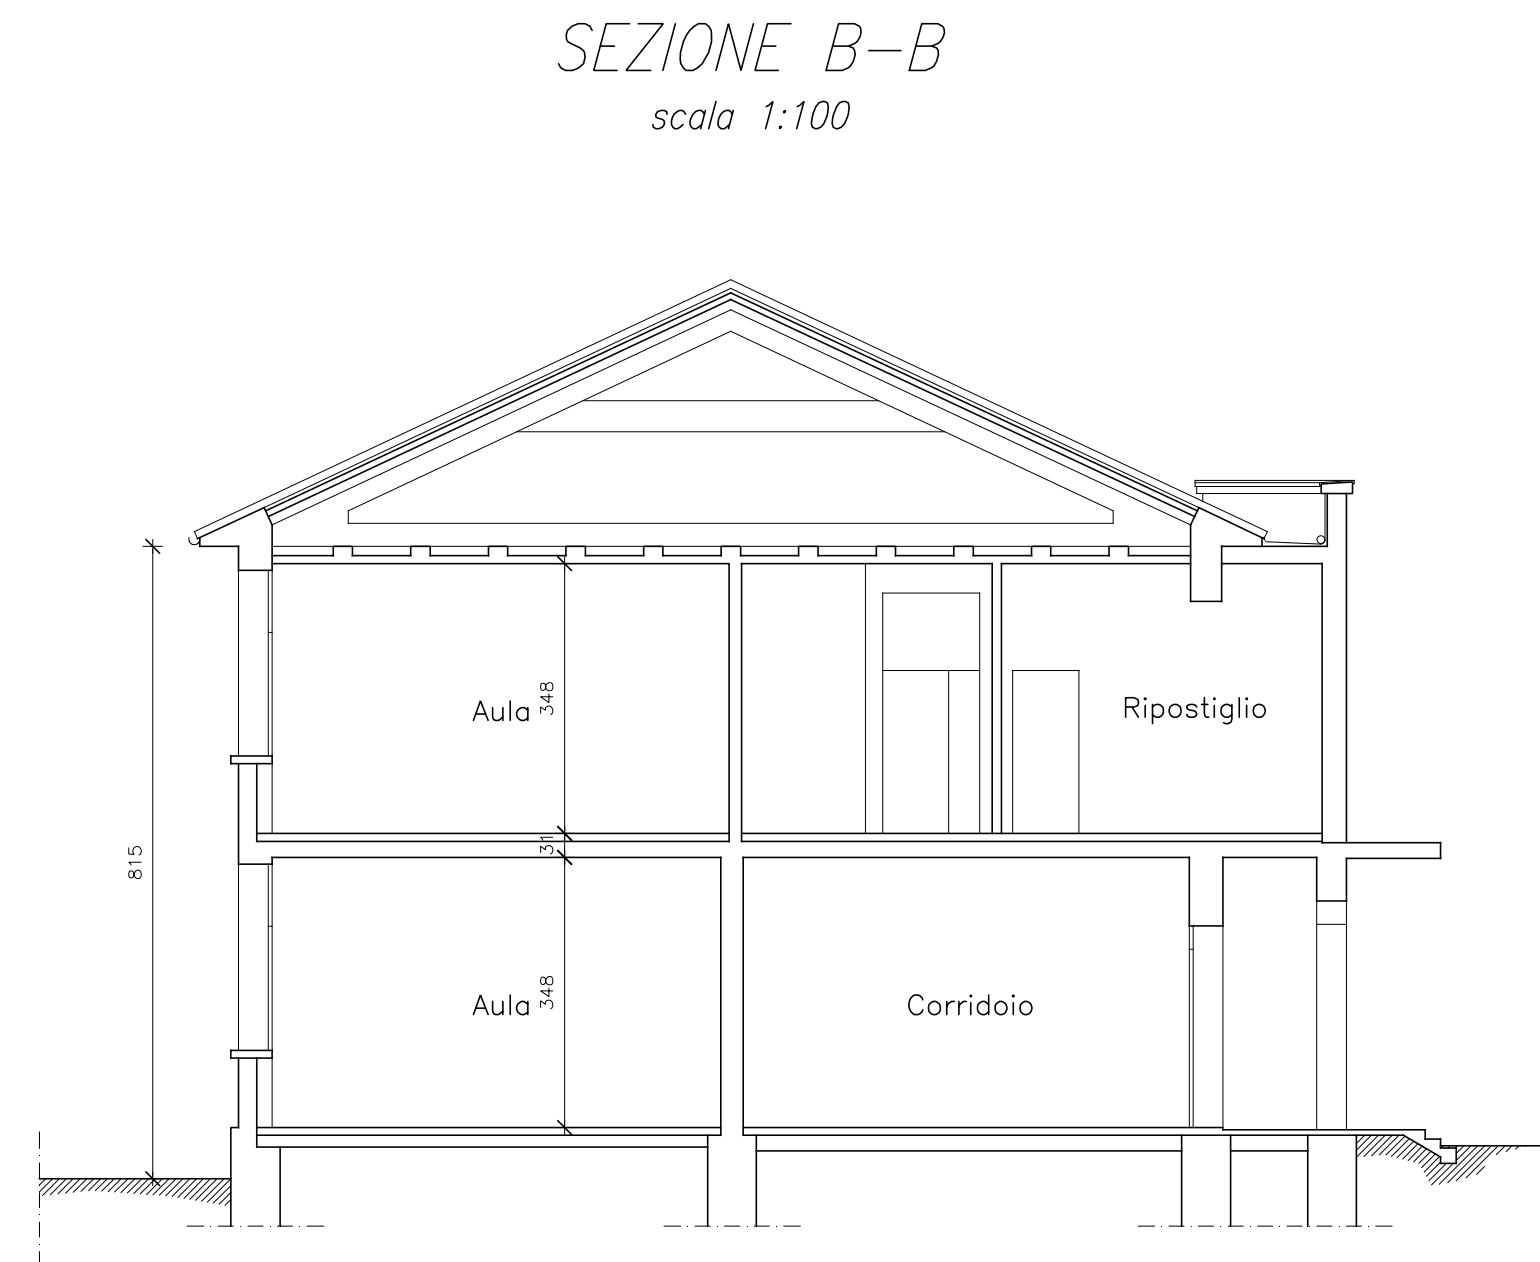 SEZIONE B-B
scala 1:100
Aula
348
Ripostiglio
31
815
Aula
348
Corridoio